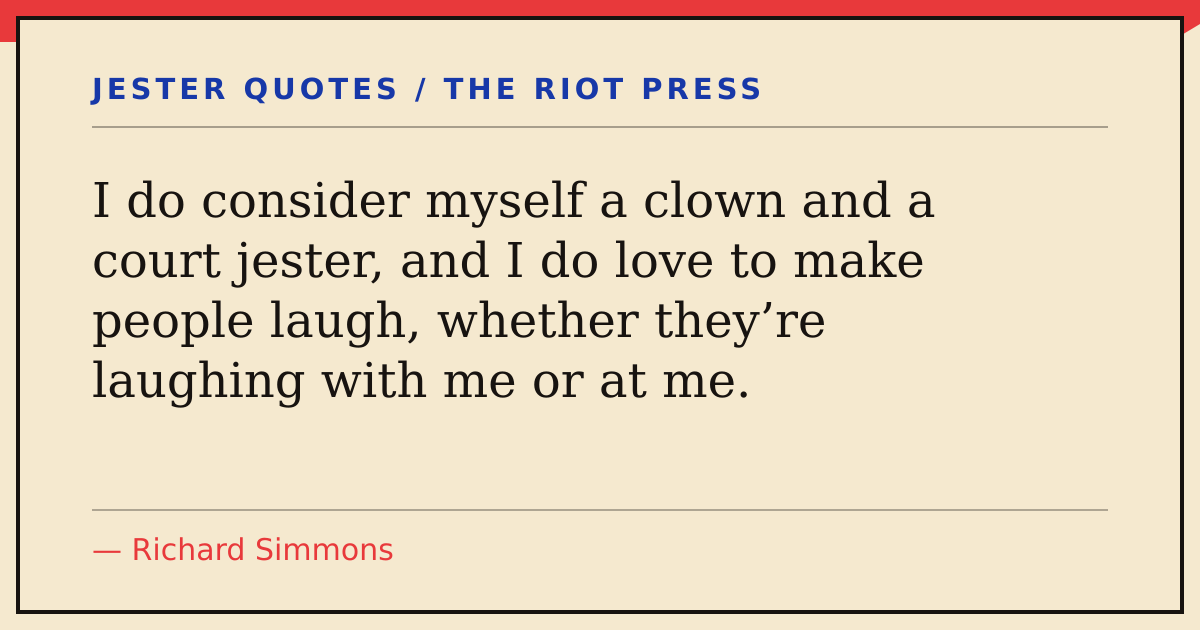 JESTER QUOTES / THE RIOT PRESS
I do consider myself a clown and a
court jester, and I do love to make
people laugh, whether they’re
laughing with me or at me.
— Richard Simmons